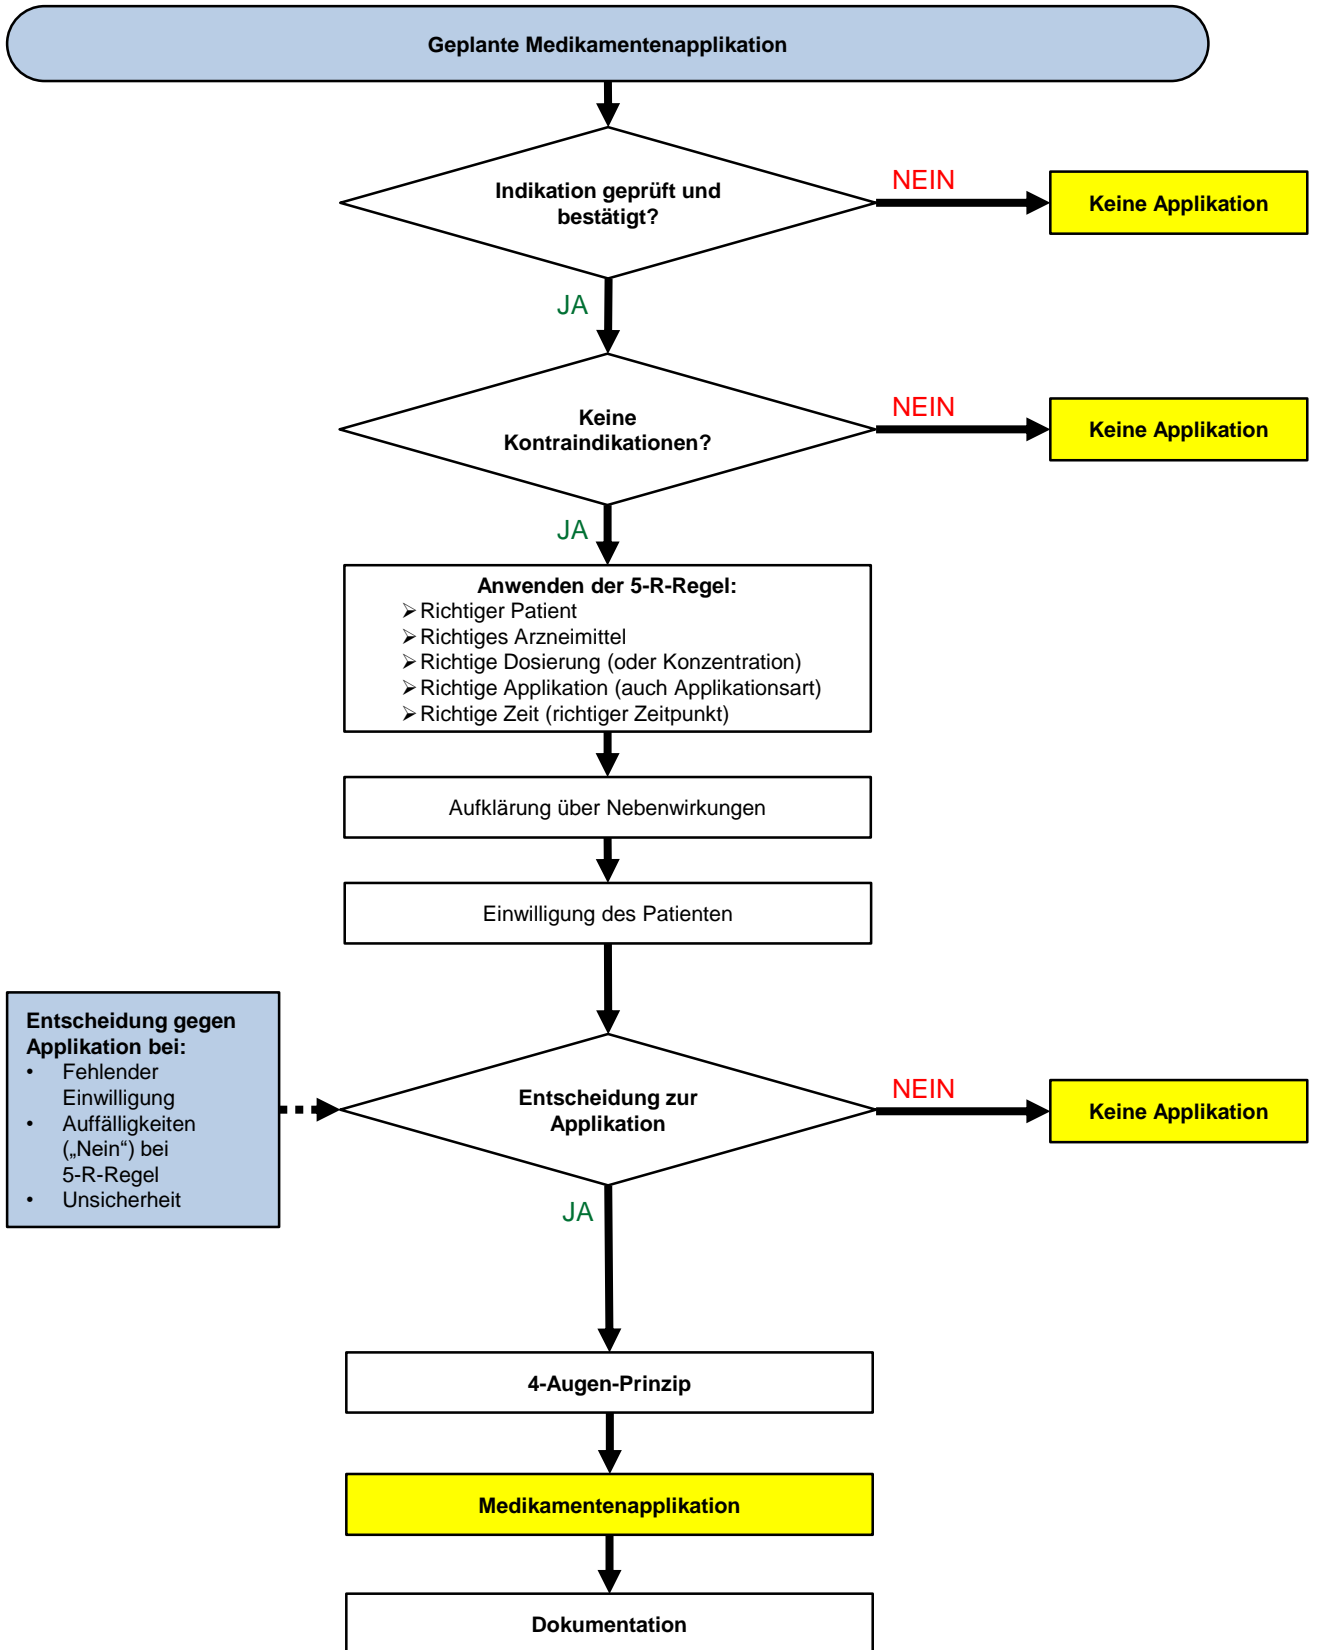 Geplante Medikamentenapplikation
Indikation geprüft und
bestätigt?
NEIN
Keine Applikation
JA
Keine
Kontraindikationen?
NEIN
Keine Applikation
JA
Anwenden der 5-R-Regel:
➢ Richtiger Patient
➢ Richtiges Arzneimittel
➢ Richtige Dosierung (oder Konzentration)
➢ Richtige Applikation (auch Applikationsart)
➢ Richtige Zeit (richtiger Zeitpunkt)
Aufklärung über Nebenwirkungen
Einwilligung des Patienten
Entscheidung gegen
Applikation bei:
• Fehlender
Einwilligung
• Auffälligkeiten
(„Nein“) bei
5-R-Regel
• Unsicherheit
Entscheidung zur
Applikation
NEIN
Keine Applikation
JA
4-Augen-Prinzip
Medikamentenapplikation
Dokumentation